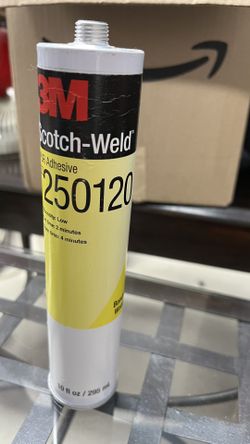 3M
Scotch-Weld
Adhesive
250120
Low
2 minutes
4 minutes
10 fl oz / 295 mL